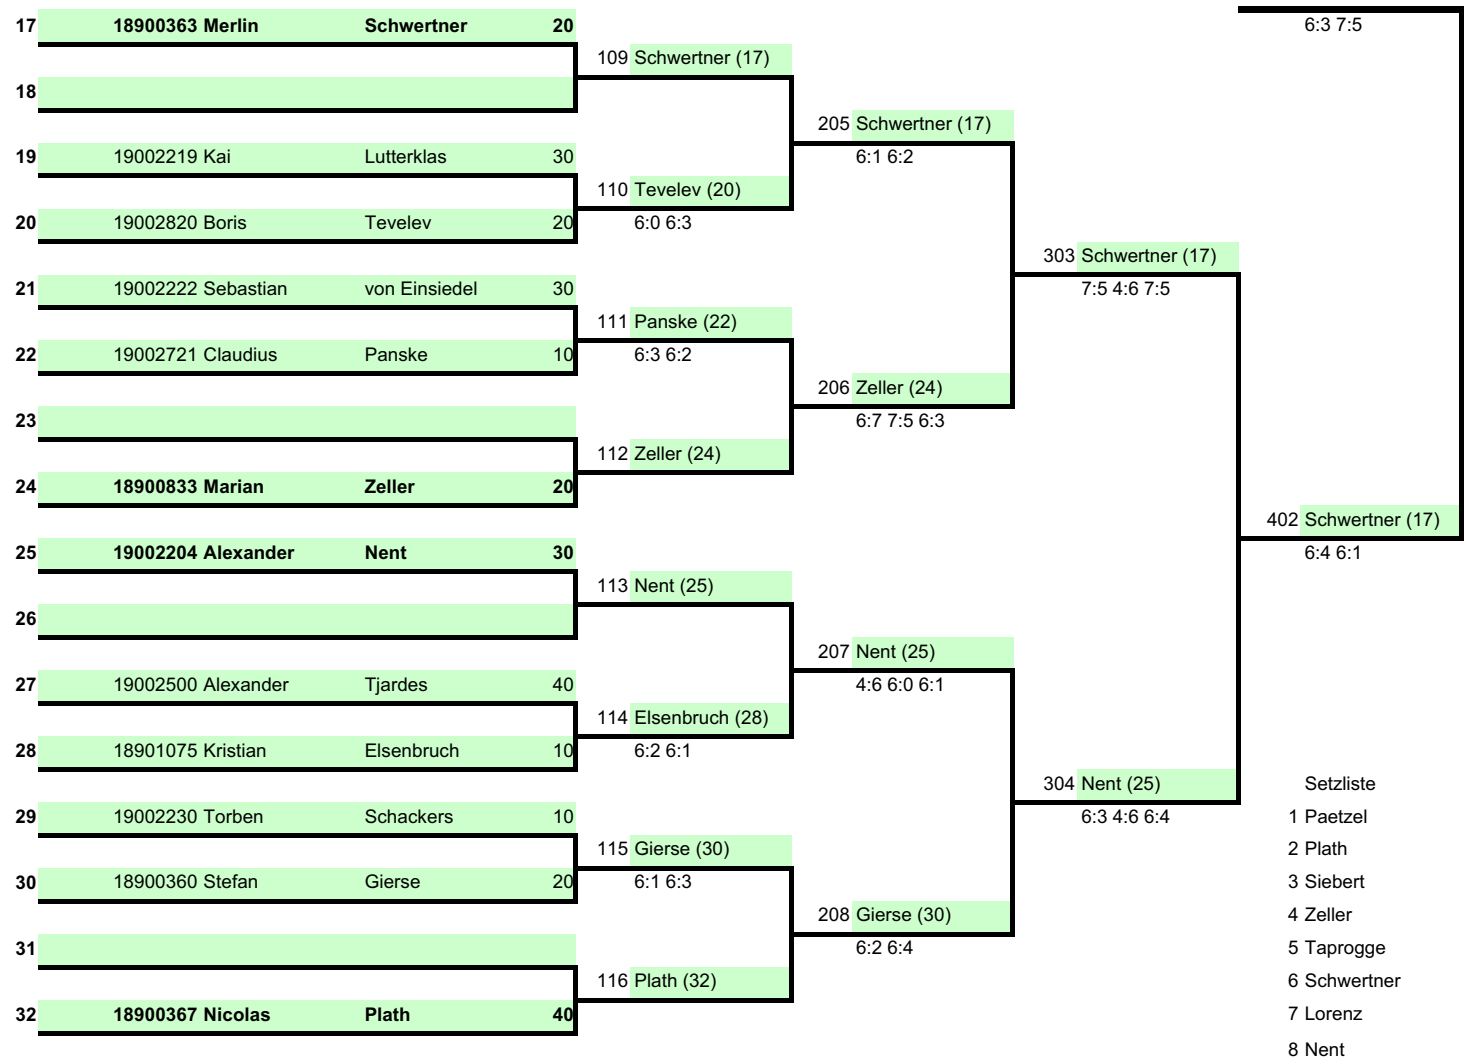 17 18900363 Merlin Schwertner 20 6:3 7:5
109 Schwertner (17)
18
205 Schwertner (17)
19 19002219 Kai Lutterklas 30 6:1 6:2
110 Tevelev (20)
20 19002820 Boris Tevelev 20 6:0 6:3
303 Schwertner (17)
21 19002222 Sebastian von Einsiedel 30 7:5 4:6 7:5
111 Panske (22)
22 19002721 Claudius Panske 10 6:3 6:2
206 Zeller (24)
23 6:7 7:5 6:3
112 Zeller (24)
24 18900833 Marian Zeller 20
402 Schwertner (17)
25 19002204 Alexander Nent 30 6:4 6:1
113 Nent (25)
26
207 Nent (25)
27 19002500 Alexander Tjardes 40 4:6 6:0 6:1
114 Elsenbruch (28)
28 18901075 Kristian Elsenbruch 10 6:2 6:1
304 Nent (25) Setzliste
29 19002230 Torben Schackers 10 6:3 4:6 6:4 1 Paetzel
115 Gierse (30) 2 Plath
30 18900360 Stefan Gierse 20 6:1 6:3 3 Siebert
208 Gierse (30) 4 Zeller
31 6:2 6:4 5 Taprogge
116 Plath (32) 6 Schwertner
32 18900367 Nicolas Plath 40 7 Lorenz
8 Nent